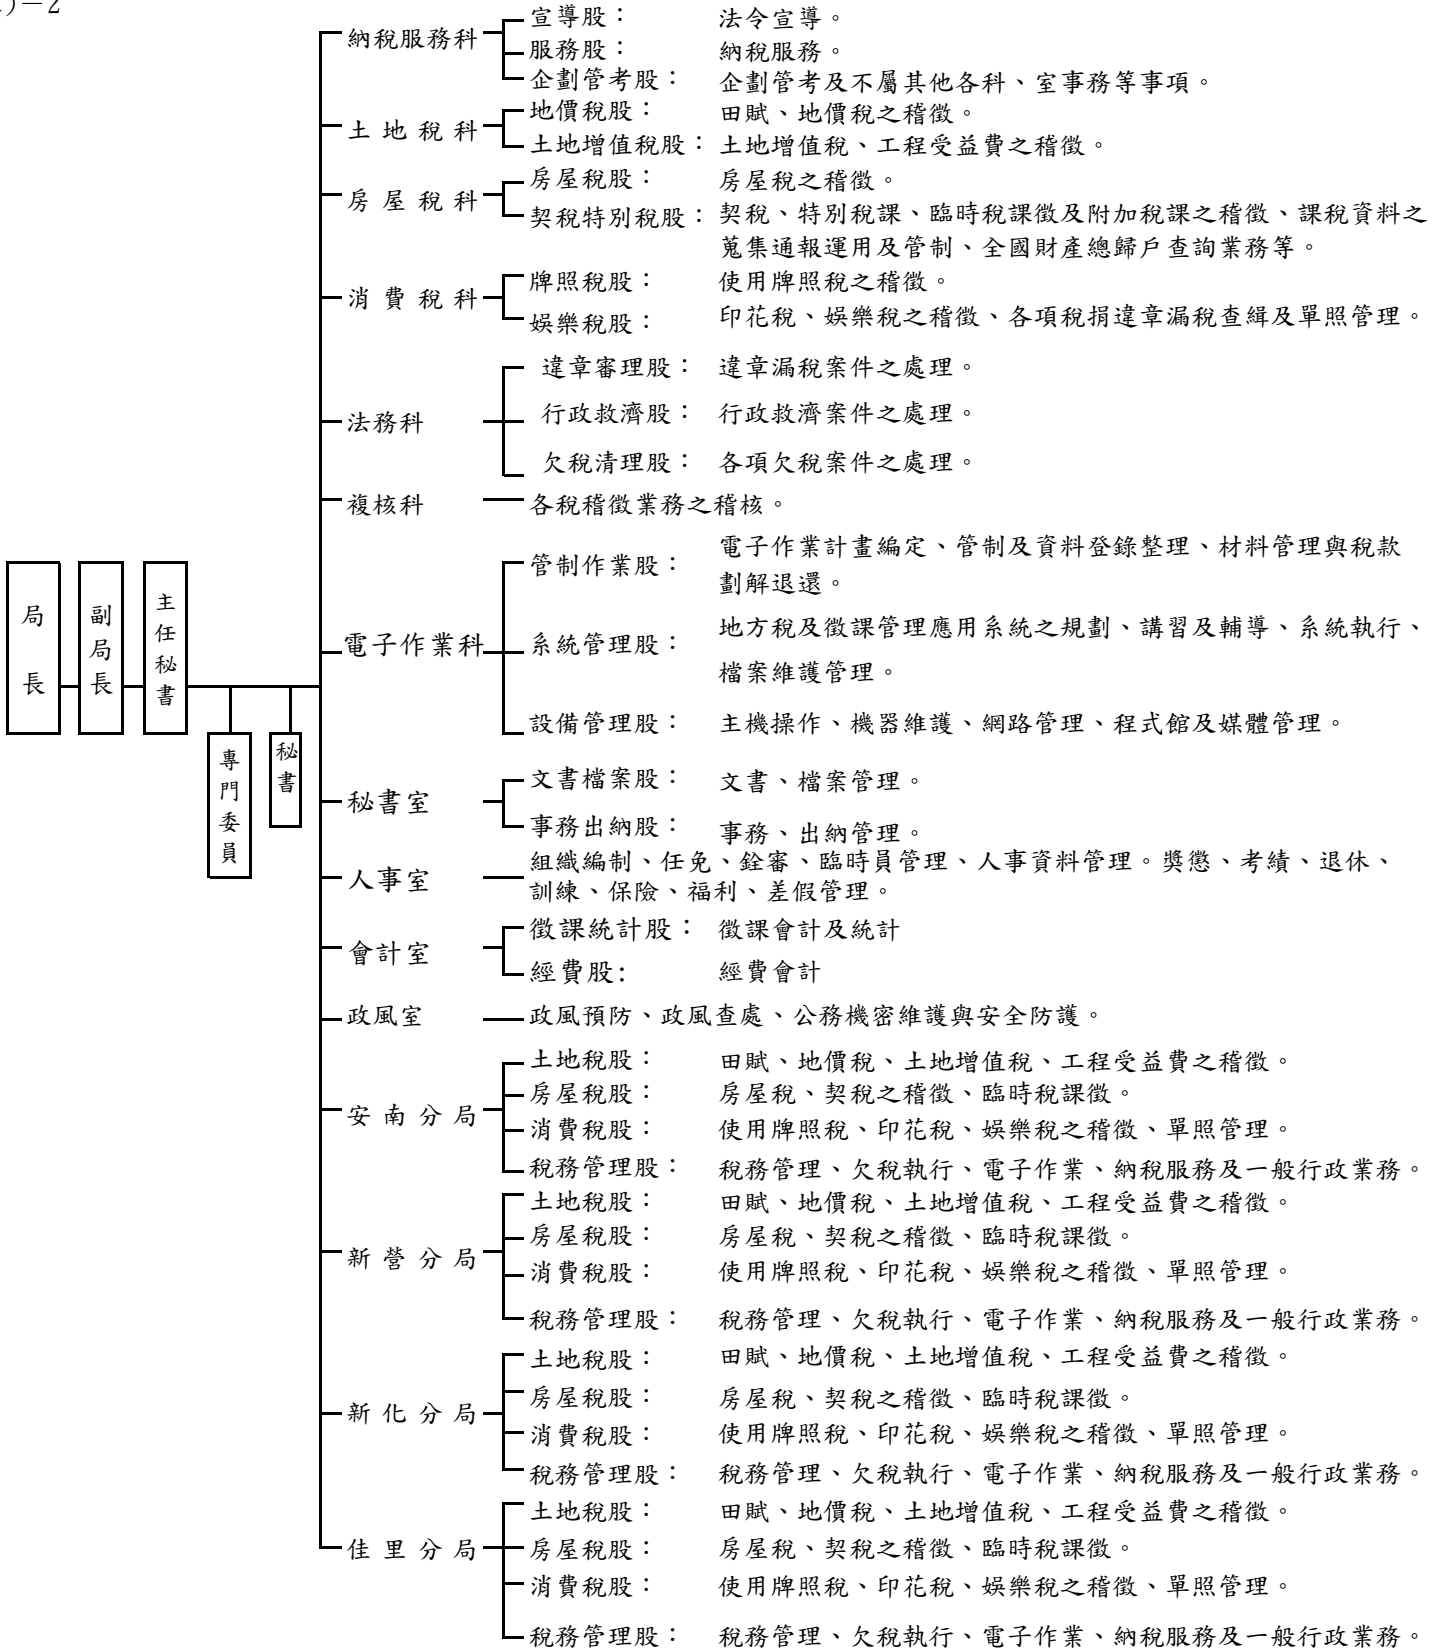 )－2
納稅服務科
宣導股： 法令宣導。
服務股： 納稅服務。
企劃管考股： 企劃管考及不屬其他各科、室事務等事項。
土地稅科
地價稅股： 田賦、地價稅之稽徵。
土地增值稅股：土地增值稅、工程受益費之稽徵。
房屋稅科
房屋稅股： 房屋稅之稽徵。
契稅特別稅股：契稅、特別稅課、臨時稅課徵及附加稅課之稽徵、課稅資料之
蒐集通報運用及管制、全國財產總歸戶查詢業務等。
消費稅科
牌照稅股： 使用牌照稅之稽徵。
娛樂稅股： 印花稅、娛樂稅之稽徵、各項稅捐違章漏稅查緝及單照管理。
法務科
違章審理股： 違章漏稅案件之處理。
行政救濟股： 行政救濟案件之處理。
欠稅清理股： 各項欠稅案件之處理。
複核科 各稅稽徵業務之稽核。
局長
副局長
主任秘書
專門委員
秘書
電子作業科
管制作業股： 電子作業計畫編定、管制及資料登錄整理、材料管理與稅款
劃解退還。
系統管理股： 地方稅及徵課管理應用系統之規劃、講習及輔導、系統執行、
檔案維護管理。
設備管理股： 主機操作、機器維護、網路管理、程式館及媒體管理。
秘書室
文書檔案股： 文書、檔案管理。
事務出納股： 事務、出納管理。
人事室
組織編制、任免、銓審、臨時員管理、人事資料管理。獎懲、考績、退休、
訓練、保險、福利、差假管理。
會計室
徵課統計股： 徵課會計及統計
經費股: 經費會計
政風室 政風預防、政風查處、公務機密維護與安全防護。
安南分局
土地稅股： 田賦、地價稅、土地增值稅、工程受益費之稽徵。
房屋稅股： 房屋稅、契稅之稽徵、臨時稅課徵。
消費稅股： 使用牌照稅、印花稅、娛樂稅之稽徵、單照管理。
稅務管理股： 稅務管理、欠稅執行、電子作業、納稅服務及一般行政業務。
新營分局
土地稅股： 田賦、地價稅、土地增值稅、工程受益費之稽徵。
房屋稅股： 房屋稅、契稅之稽徵、臨時稅課徵。
消費稅股： 使用牌照稅、印花稅、娛樂稅之稽徵、單照管理。
稅務管理股： 稅務管理、欠稅執行、電子作業、納稅服務及一般行政業務。
新化分局
土地稅股： 田賦、地價稅、土地增值稅、工程受益費之稽徵。
房屋稅股： 房屋稅、契稅之稽徵、臨時稅課徵。
消費稅股： 使用牌照稅、印花稅、娛樂稅之稽徵、單照管理。
稅務管理股： 稅務管理、欠稅執行、電子作業、納稅服務及一般行政業務。
佳里分局
土地稅股： 田賦、地價稅、土地增值稅、工程受益費之稽徵。
房屋稅股： 房屋稅、契稅之稽徵、臨時稅課徵。
消費稅股： 使用牌照稅、印花稅、娛樂稅之稽徵、單照管理。
稅務管理股： 稅務管理、欠稅執行、電子作業、納稅服務及一般行政業務。